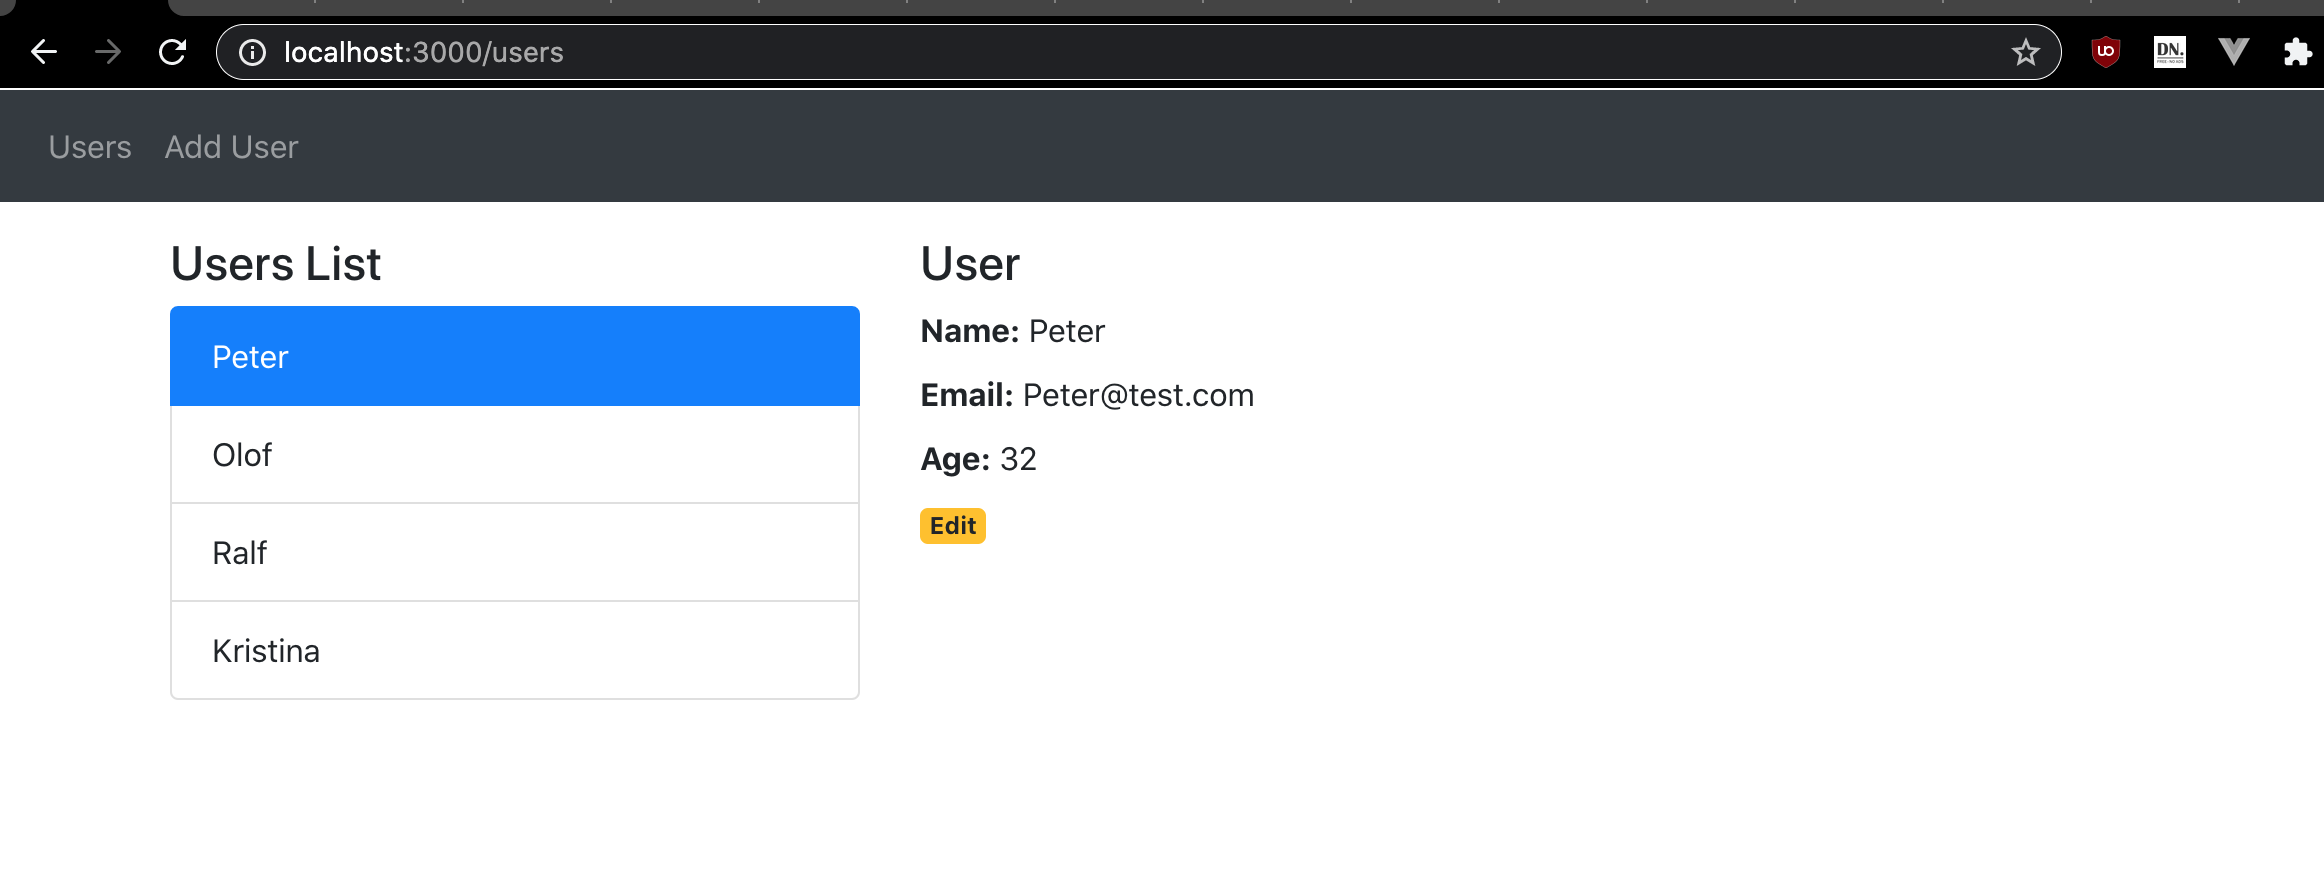 localhost:3000/users
UO
DN.
Users Add User
Users List
Peter
Olof
Ralf
Kristina
User
Name: Peter
Email: Peter@test.com
Age: 32
Edit